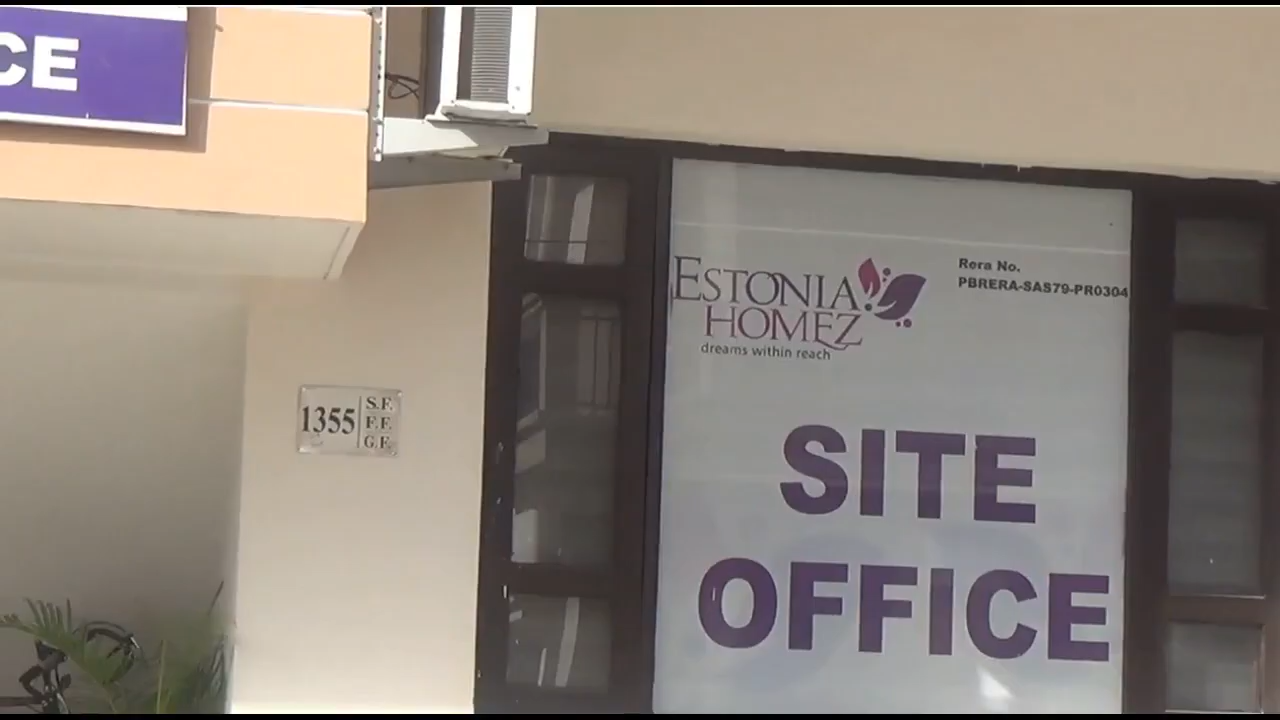 CE
ESTONIA
HOMEZ
dreams within reach
Rera No.
PBRERA-SAS79-PR0304
1355
S.F.
F.F.
G.F.
SITE
OFFICE